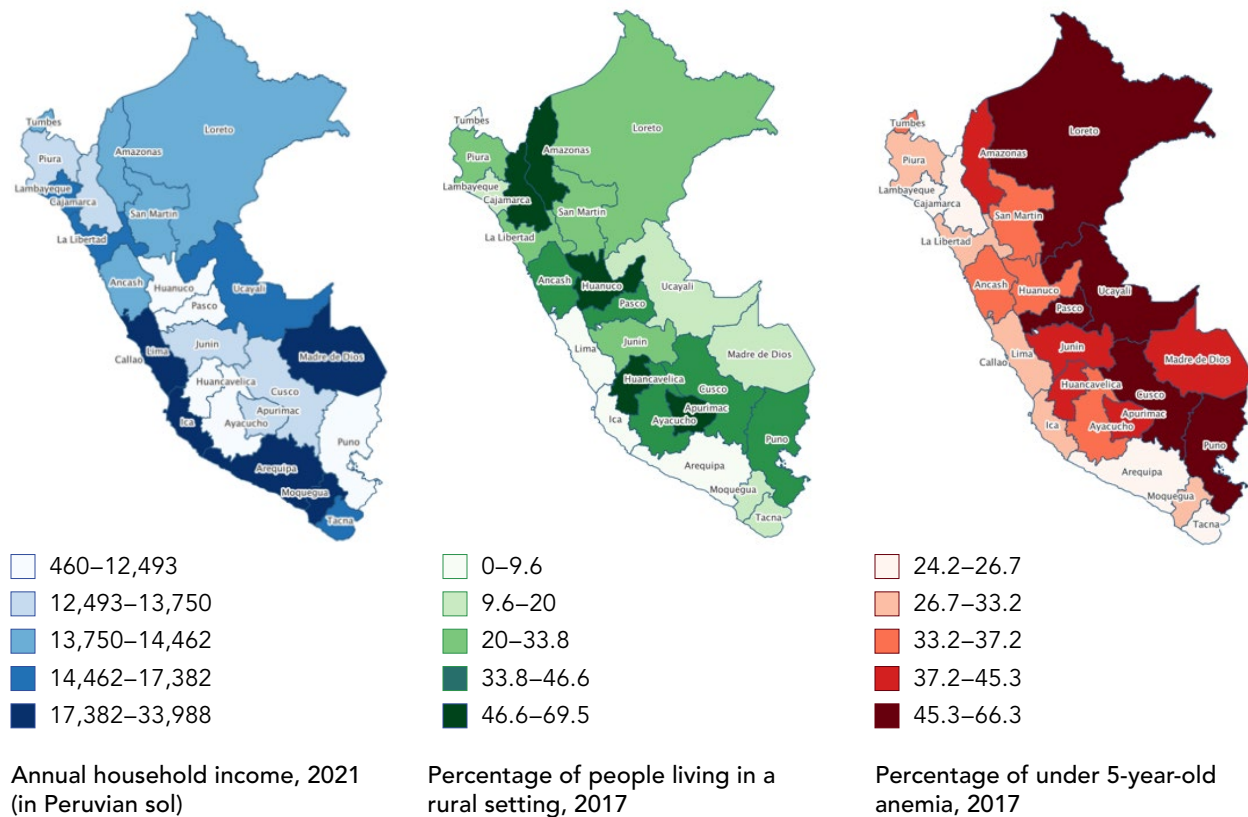 Tumbes
Piura
Lambayeque
Cajamarca
Amazonas
Loreto
San Martin
La Libertad
Ancash
Huanuco
Ucayali
Pasco
Junin
Callao
Lima
Madre de Dios
Huancavelica
Cusco
Apurimac
Ayacucho
Ica
Puno
Arequipa
Moquegua
Tacna
460–12,493
12,493–13,750
13,750–14,462
14,462–17,382
17,382–33,988
Annual household income, 2021
(in Peruvian sol)
Tumbes
Piura
Lambayeque
Cajamarca
Amazonas
Loreto
San Martin
La Libertad
Ancash
Huanuco
Ucayali
Pasco
Junin
Lima
Madre de Dios
Huancavelica
Cusco
Apurimac
Ayacucho
Ica
Puno
Arequipa
Moquegua
Tacna
0–9.6
9.6–20
20–33.8
33.8–46.6
46.6–69.5
Percentage of people living in a
rural setting, 2017
Tumbes
Piura
Lambayeque
Cajamarca
Amazonas
Loreto
San Martin
La Libertad
Ancash
Huanuco
Ucayali
Pasco
Junin
Callao
Lima
Madre de Dios
Huancavelica
Cusco
Apurimac
Ayacucho
Ica
Puno
Arequipa
Moquegua
Tacna
24.2–26.7
26.7–33.2
33.2–37.2
37.2–45.3
45.3–66.3
Percentage of under 5-year-old
anemia, 2017